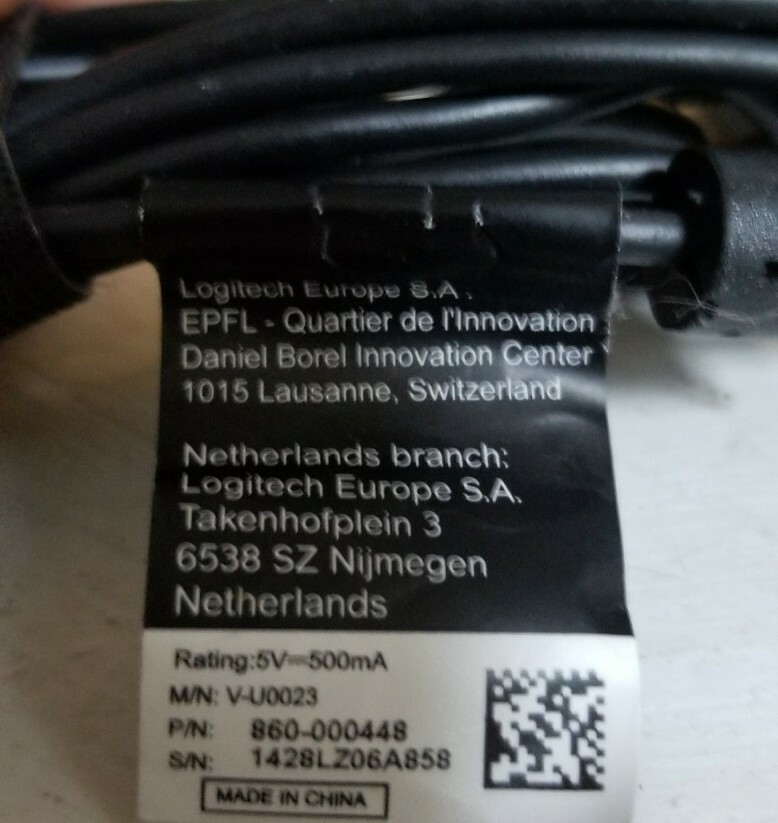 Logitech Europe S.A.
EPFL - Quartier de l'Innovation
Daniel Borel Innovation Center
1015 Lausanne, Switzerland
Netherlands branch:
Logitech Europe S.A.
Takenhofplein 3
6538 SZ Nijmegen
Netherlands
Rating:5V⎓500mA
M/N: V-U0023
P/N: 860-000448
S/N: 1428LZ06A858
MADE IN CHINA